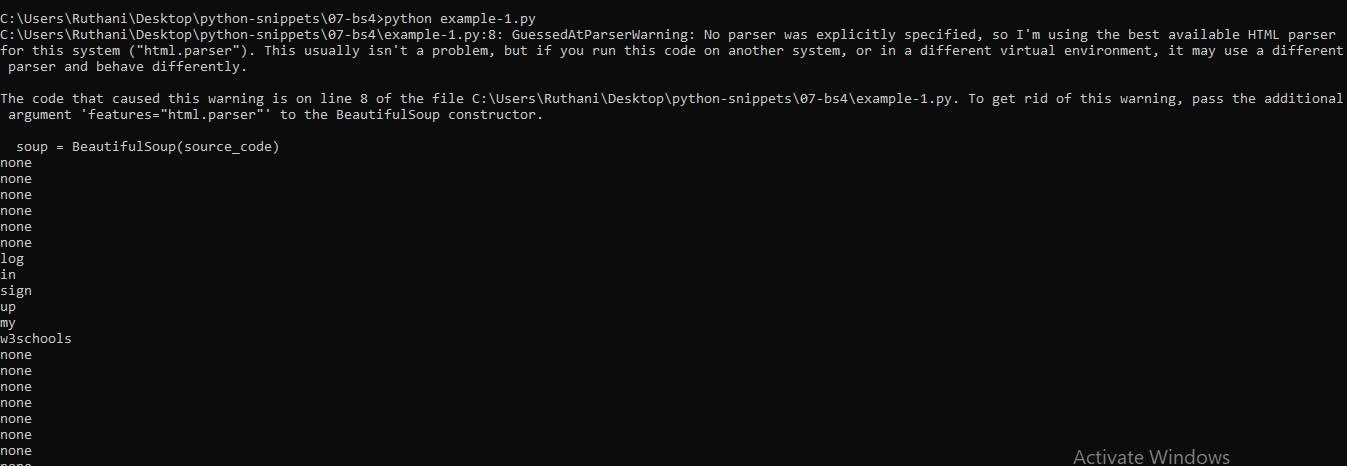 C:\Users\Ruthani\Desktop\python-snippets\07-bs4>python example-1.py
C:\Users\Ruthani\Desktop\python-snippets\07-bs4\example-1.py:8: GuessedAtParserWarning: No parser was explicitly specified, so I'm using the best available HTML parser
for this system ("html.parser"). This usually isn't a problem, but if you run this code on another system, or in a different virtual environment, it may use a different
 parser and behave differently.
The code that caused this warning is on line 8 of the file C:\Users\Ruthani\Desktop\python-snippets\07-bs4\example-1.py. To get rid of this warning, pass the additional
 argument 'features="html.parser"' to the BeautifulSoup constructor.
  soup = BeautifulSoup(source_code)
none
none
none
none
none
none
log
in
sign
up
my
w3schools
none
none
none
none
none
none
none
none
Activate Windows